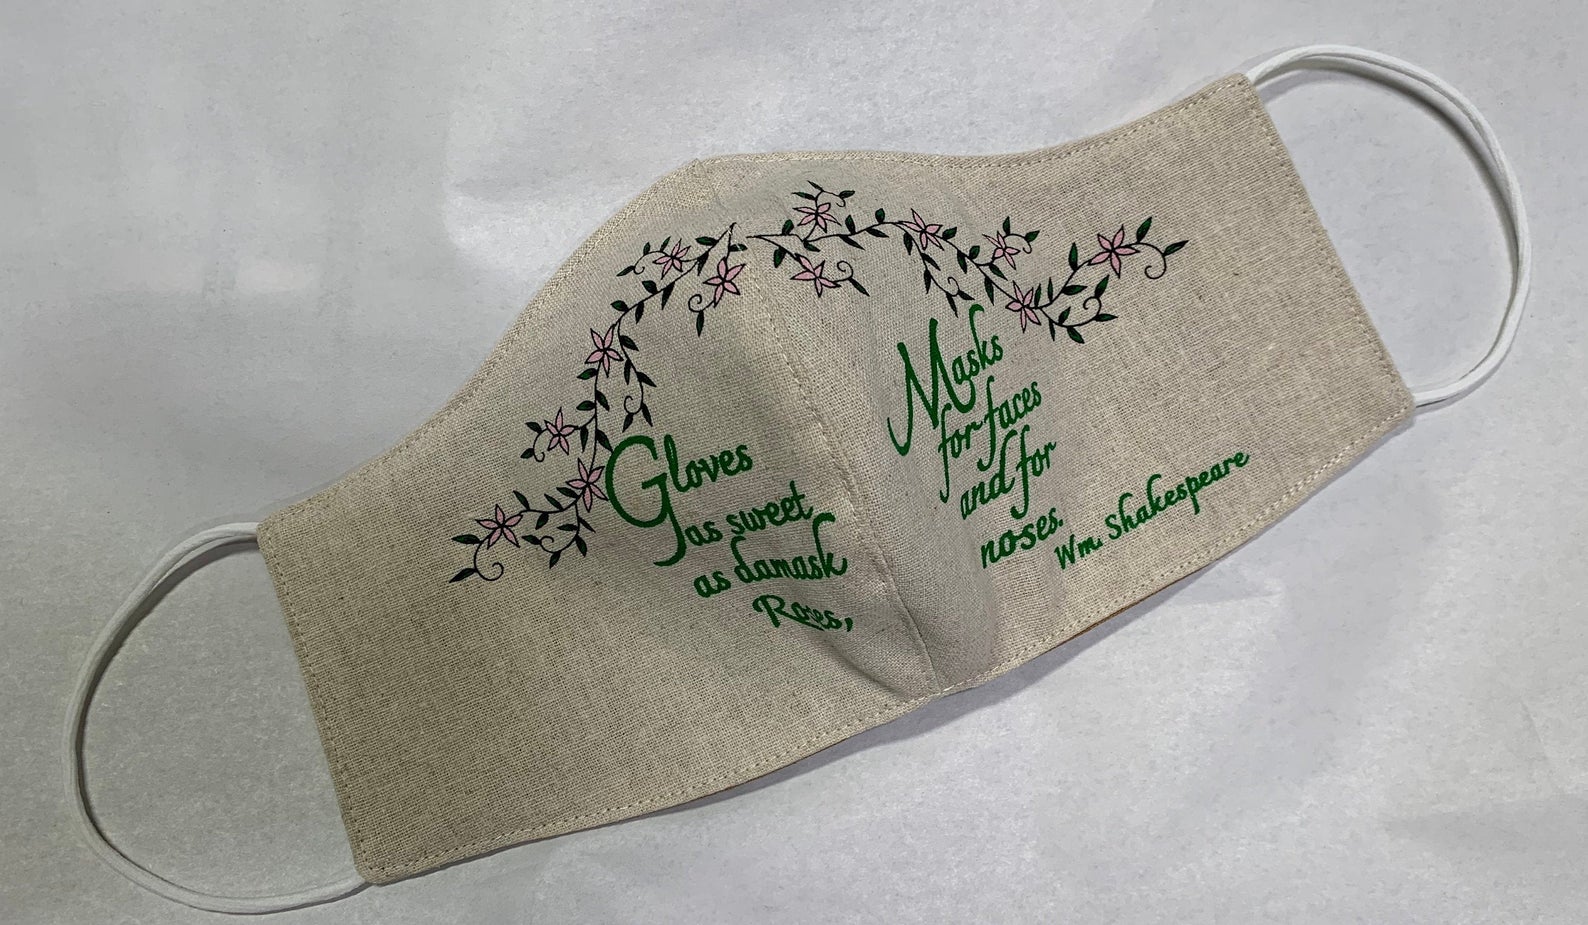 Gloves
as sweet
as damask
Roses,
Masks
for faces
and for
noses.
Wm. Shakespeare